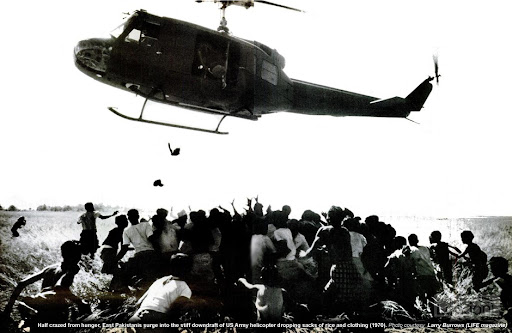 Half crazed from hunger, East Pakistanis surge into the stiff downdraft of US Army helicopter dropping sacks of rice and clothing (1970). Photo courtesy Larry Burrows (LIFE magazine)